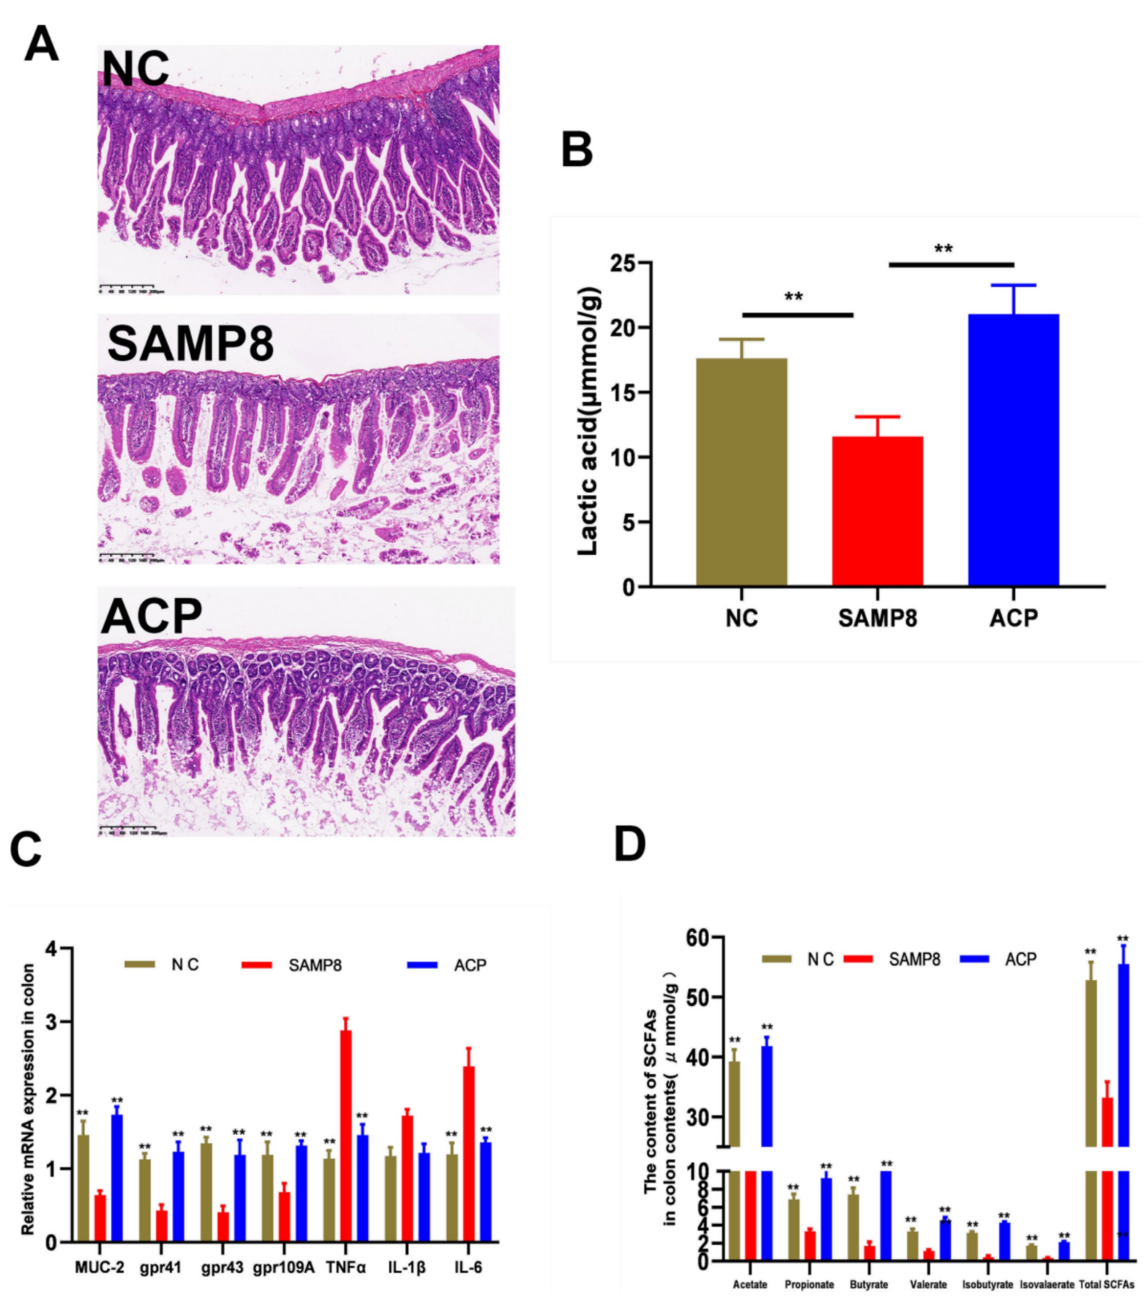 A
NC
SAMP8
ACP
B
Lactic acid(μmmol/g)
25
20
15
10
5
0
**
**
NC SAMP8 ACP
C
Relative mRNA expression in colon
4
3
2
1
0
N C SAMP8 ACP
** ** ** ** ** ** ** ** ** ** **
MUC-2 gpr41 gpr43 gpr109A TNFα IL-1β IL-6
D
The content of SCFAs
in colon contents( μ mmol/g )
60
50
40
30
10
8
6
4
2
0
N C SAMP8 ACP
** ** ** ** ** ** ** ** ** ** ** ** ** ** **
Acetate Propionate Butyrate Valerate Isobutyrate Isovalaerate Total SCFAs